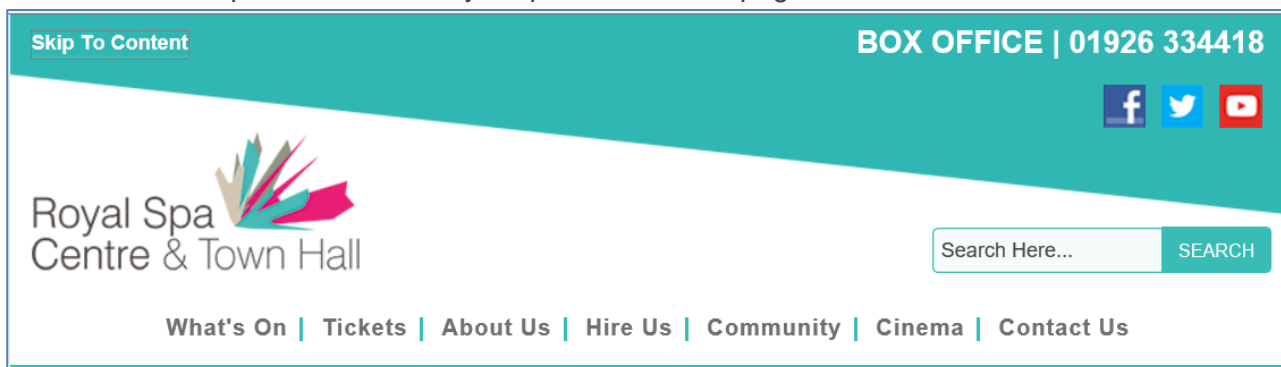 Skip To Content
BOX OFFICE | 01926 334418
Royal Spa
Centre & Town Hall
Search Here... SEARCH
What's On | Tickets | About Us | Hire Us | Community | Cinema | Contact Us